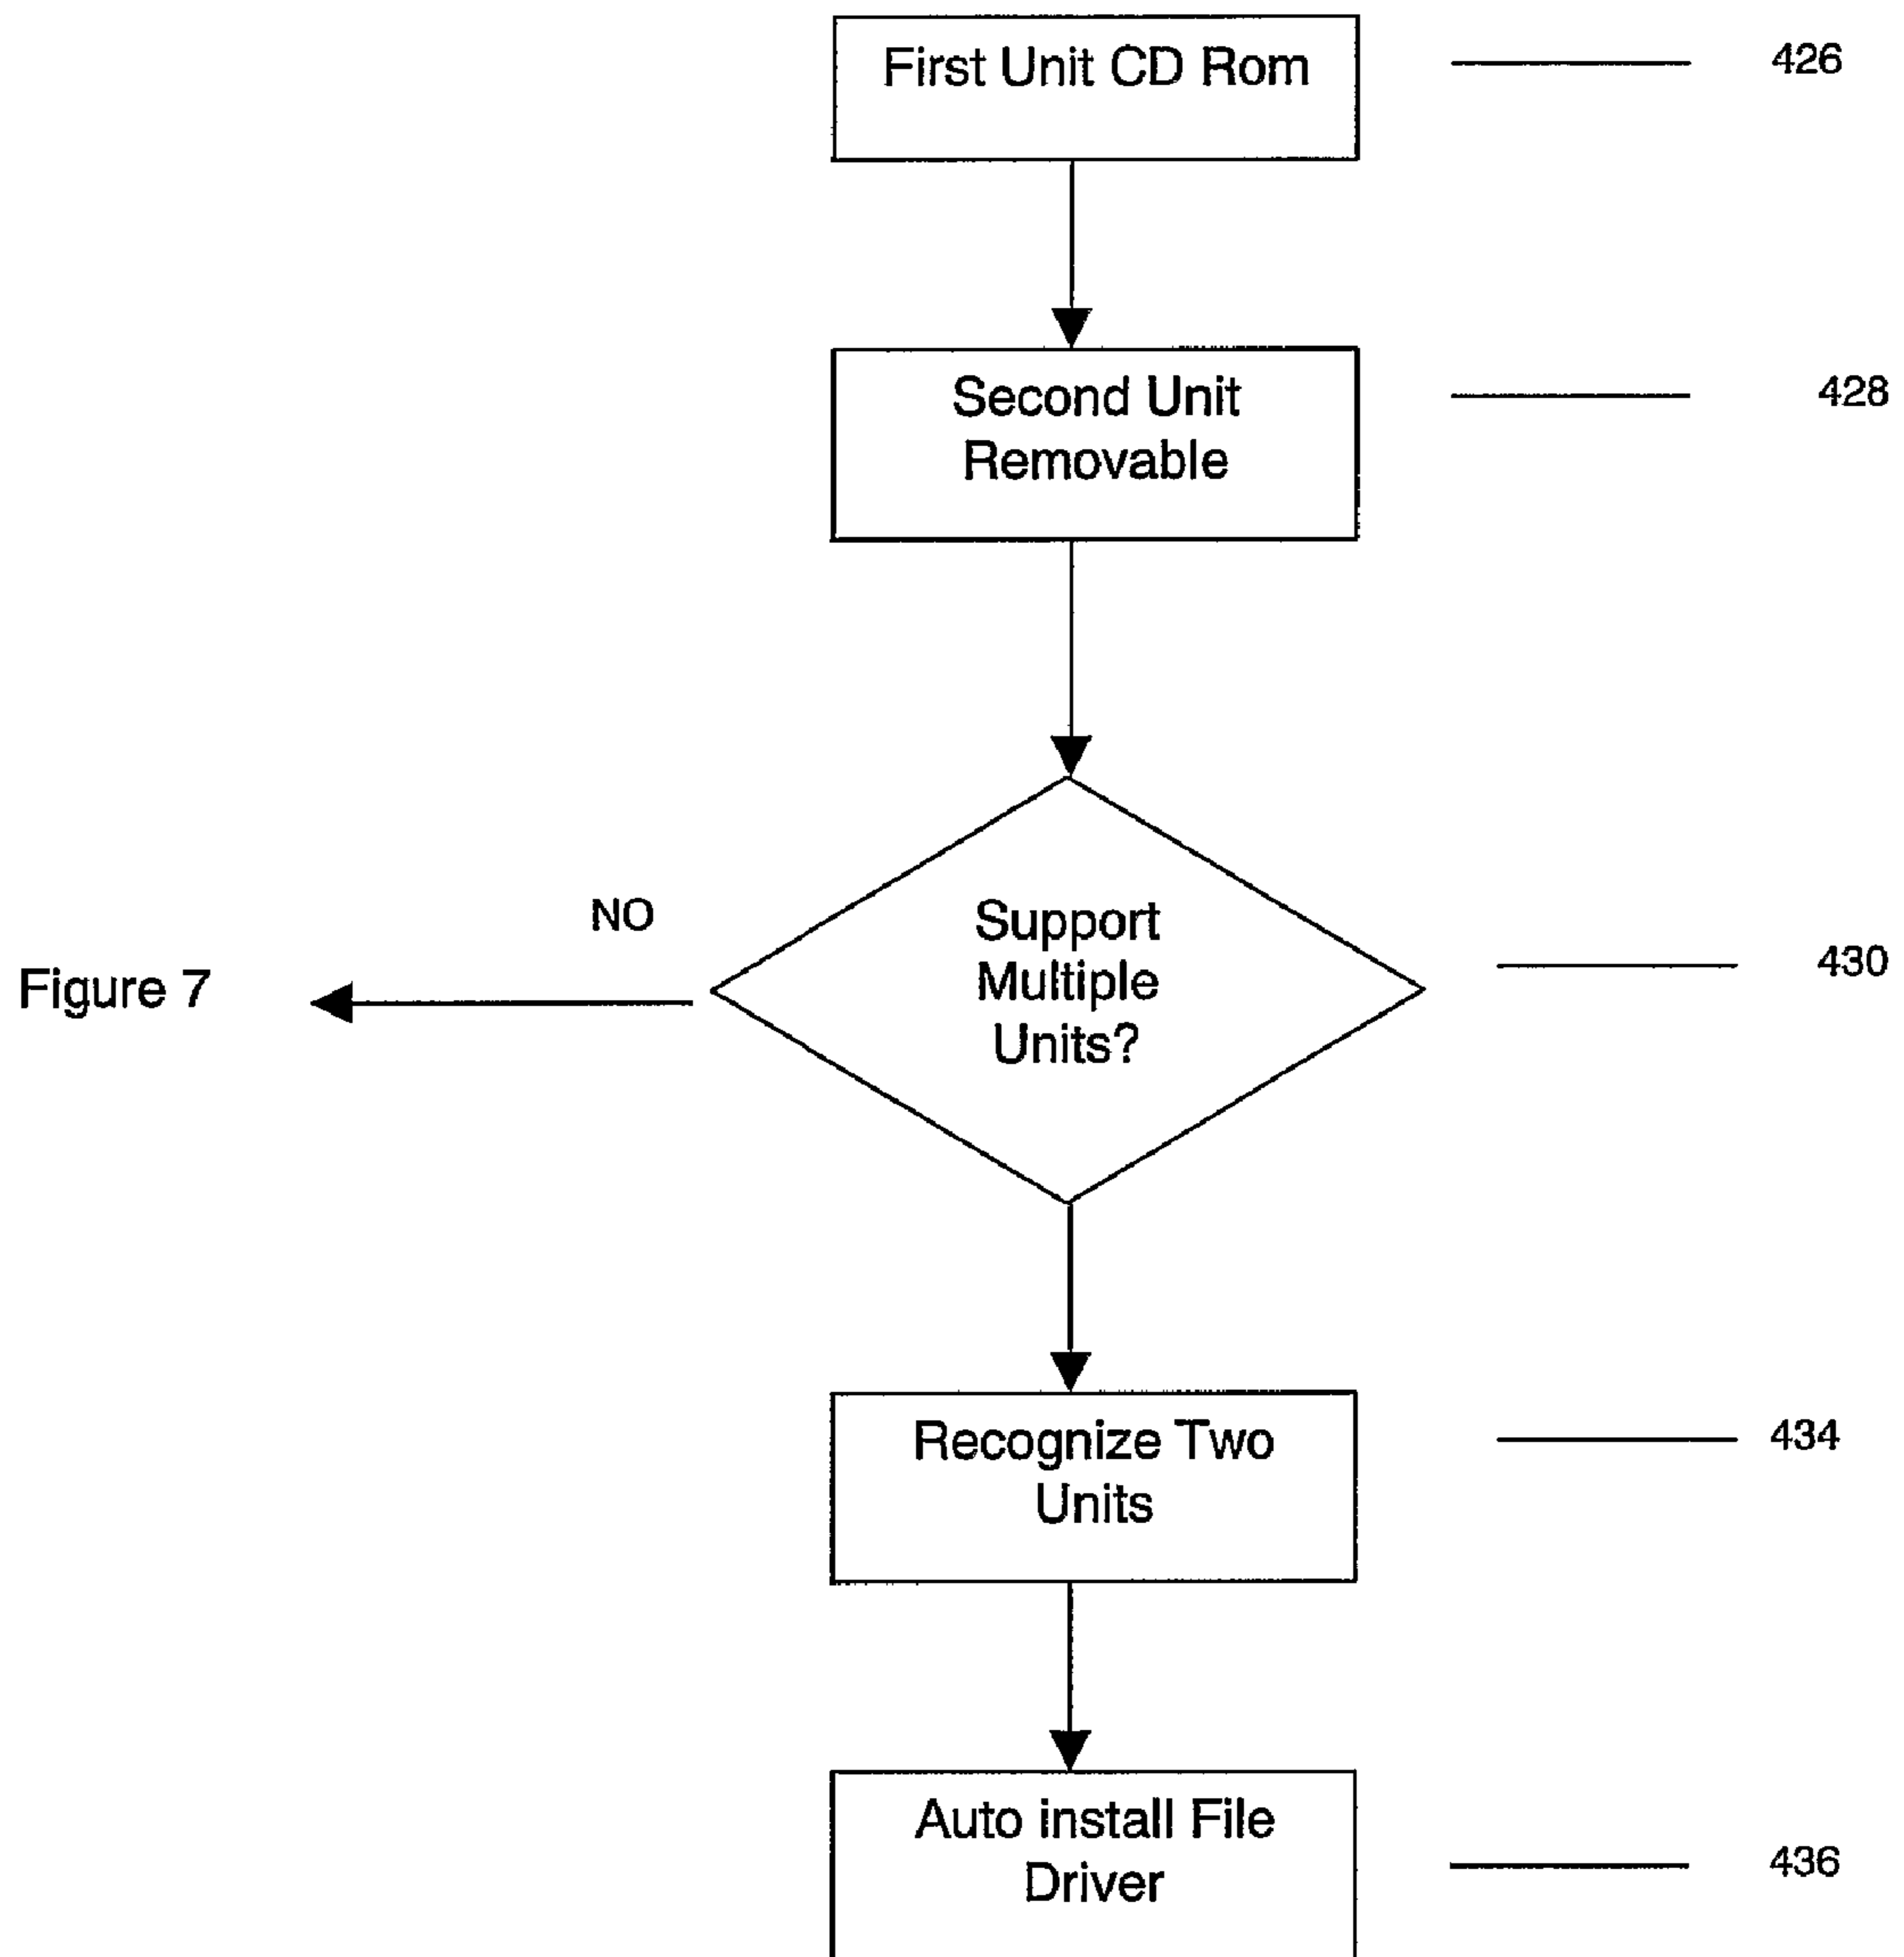 First Unit CD Rom
426
Second Unit
Removable
428
NO
Figure 7
Support
Multiple
Units?
430
Recognize Two
Units
434
Auto install File
Driver
436